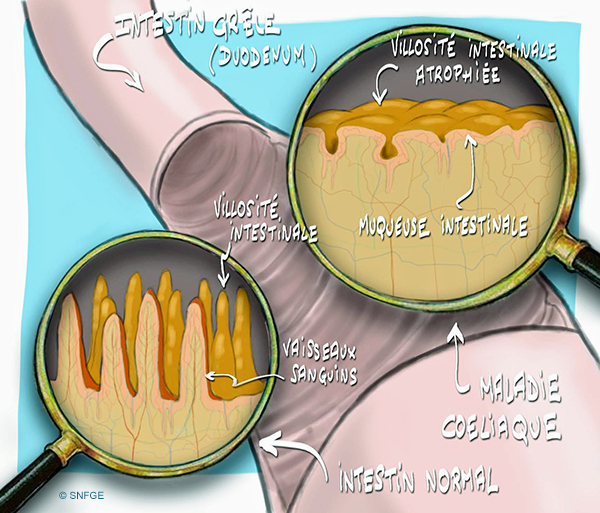 INTESTIN GRÊLE
(DUODENUM)
VILLOSITÉ INTESTINALE
ATROPHIÉE
MUQUEUSE INTESTINALE
VILLOSITÉ
INTESTINALE
VAISSEAUX
SANGUINS
MALADIE
COELIAQUE
INTESTIN NORMAL
© SNFGE